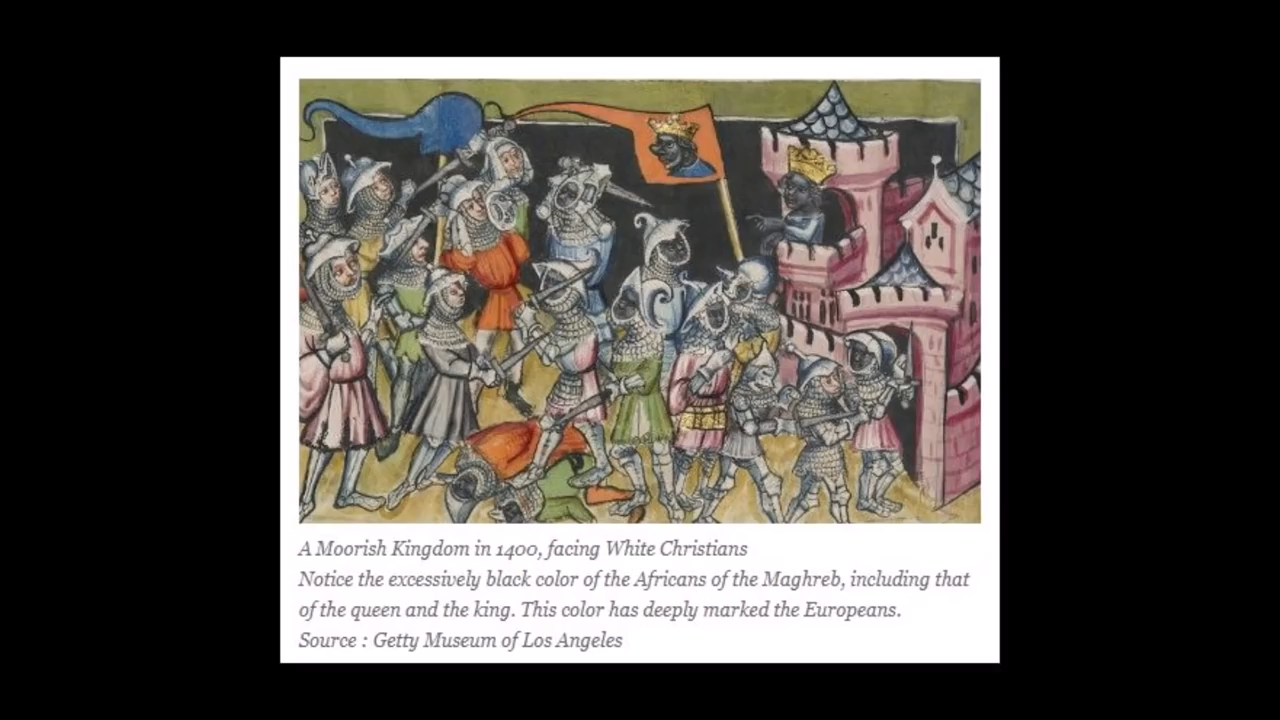 A Moorish Kingdom in 1400, facing White Christians
Notice the excessively black color of the Africans of the Maghreb, including that
of the queen and the king. This color has deeply marked the Europeans.
Source : Getty Museum of Los Angeles